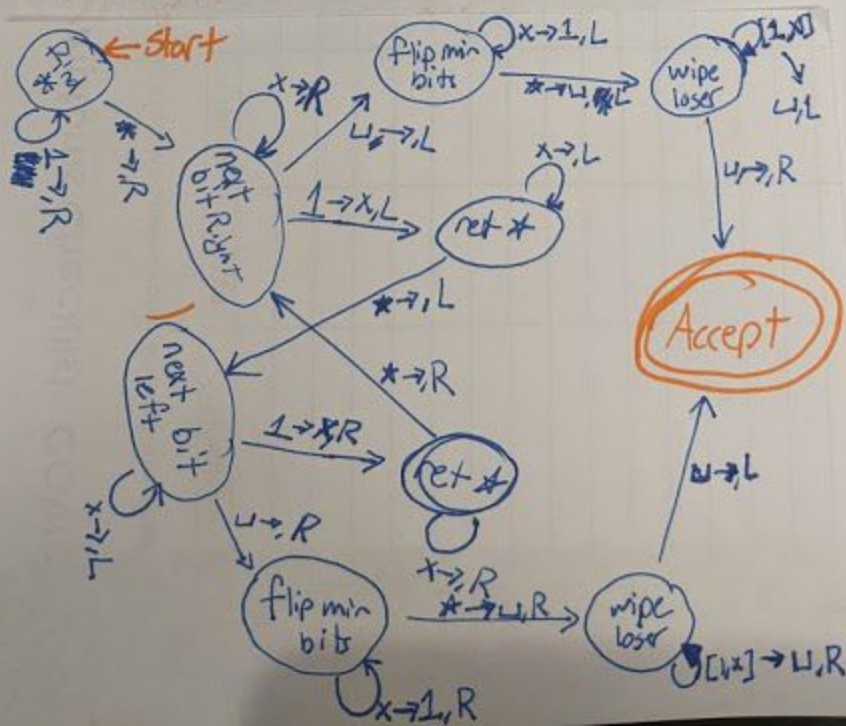 ← Start
find
*
1→,R
*→,R
x→,R
next
bit Right
⊔→,L
1→x,L
flip min
bits
x→1,L
*→⊔,L
wipe
loser
[1,x]
↓
⊔,L
⊔→,R
ret *
x→,L
*→,L
*→,R
Accept
next bit
left
x→,L
1→x,R
ret *
x→,R
⊔→,R
flip min
bits
x→1,R
*→⊔,R
wipe
loser
[1,x]→⊔,R
⊔→,L